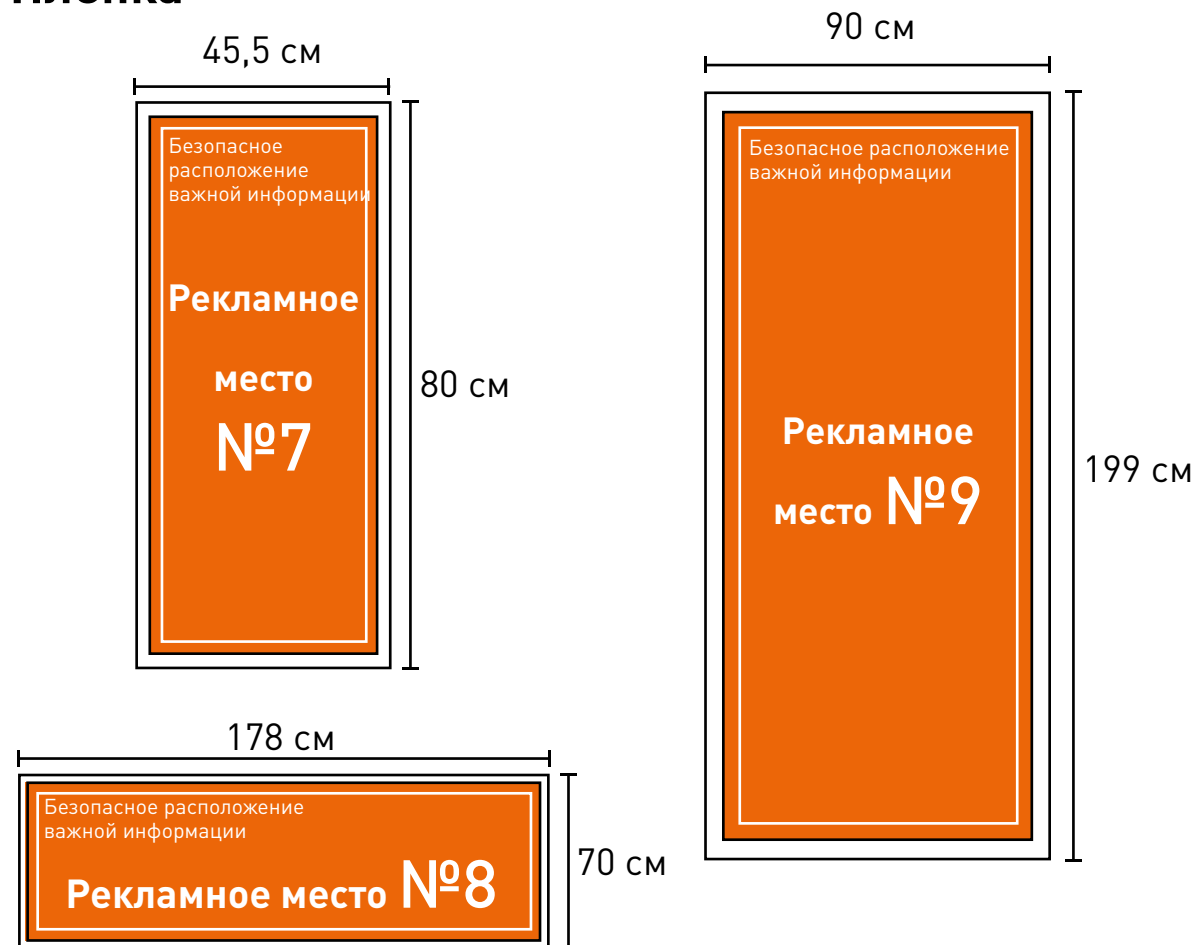 45,5 см
Безопасное
расположение
важной информации
Рекламное
место
№7
80 см
90 см
Безопасное расположение
важной информации
Рекламное
место №9
199 см
178 см
Безопасное расположение
важной информации
Рекламное место №8
70 см